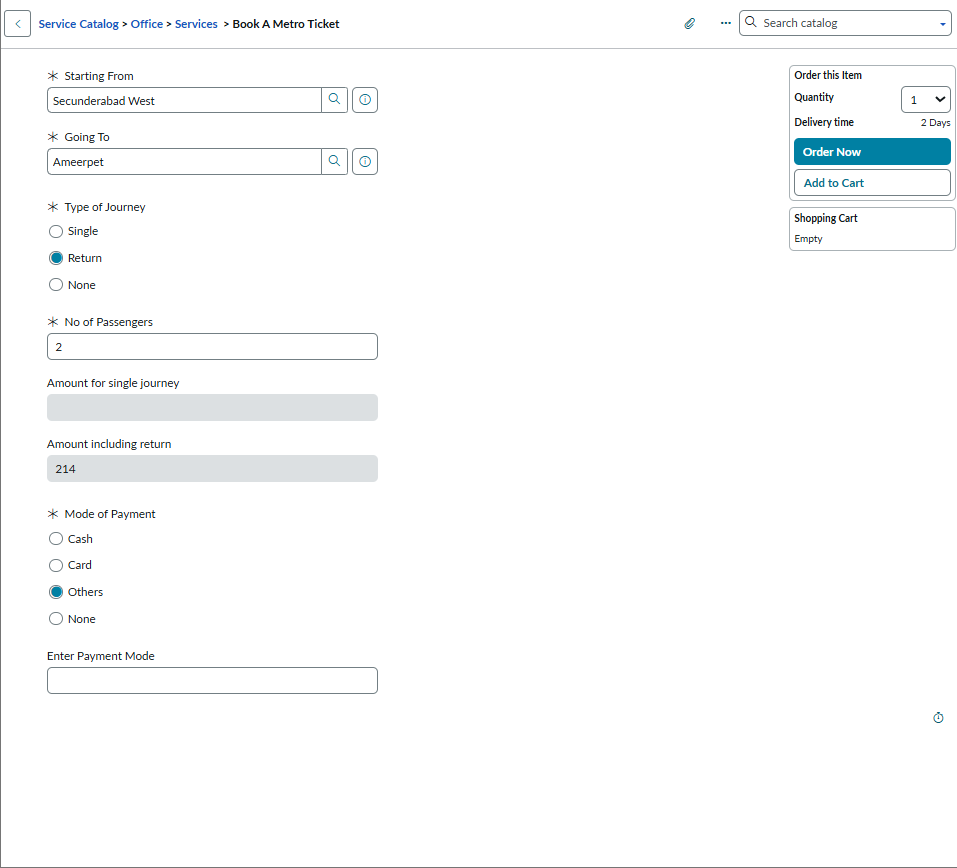 Service Catalog > Office > Services > Book A Metro Ticket
Search catalog
Starting From
Secunderabad West
Going To
Ameerpet
Type of Journey
Single
Return
None
No of Passengers
2
Amount for single journey
Amount including return
214
Mode of Payment
Cash
Card
Others
None
Enter Payment Mode
Order this Item
Quantity 1
Delivery time 2 Days
Order Now
Add to Cart
Shopping Cart
Empty